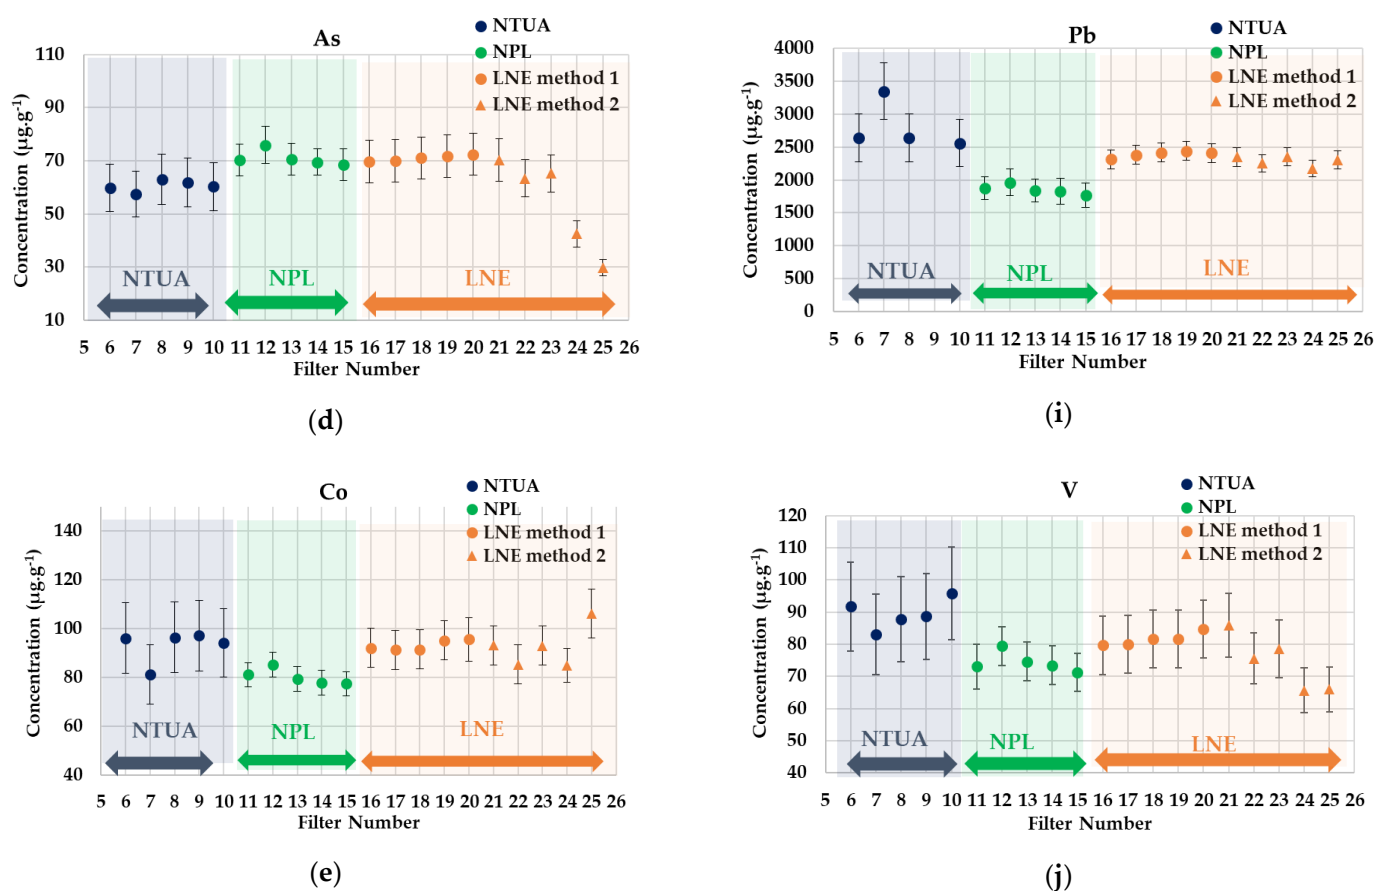 As
NTUA
NPL
LNE method 1
LNE method 2
Concentration (µg.g⁻¹)
110
90
70
50
30
10
NTUA
NPL
LNE
5 6 7 8 9 10 11 12 13 14 15 16 17 18 19 20 21 22 23 24 25 26
Filter Number
(d)
Pb
NTUA
NPL
LNE method 1
LNE method 2
Concentration (µg.g⁻¹)
4000
3500
3000
2500
2000
1500
1000
500
0
NTUA
NPL
LNE
5 6 7 8 9 10 11 12 13 14 15 16 17 18 19 20 21 22 23 24 25 26
Filter Number
(i)
Co
NTUA
NPL
LNE method 1
LNE method 2
Concentration (µg.g⁻¹)
140
120
100
80
60
40
NTUA
NPL
LNE
5 6 7 8 9 10 11 12 13 14 15 16 17 18 19 20 21 22 23 24 25 26
Filter Number
(e)
V
NTUA
NPL
LNE method 1
LNE method 2
Concentration (µg.g⁻¹)
120
110
100
90
80
70
60
50
40
NTUA
NPL
LNE
5 6 7 8 9 10 11 12 13 14 15 16 17 18 19 20 21 22 23 24 25 26
Filter Number
(j)